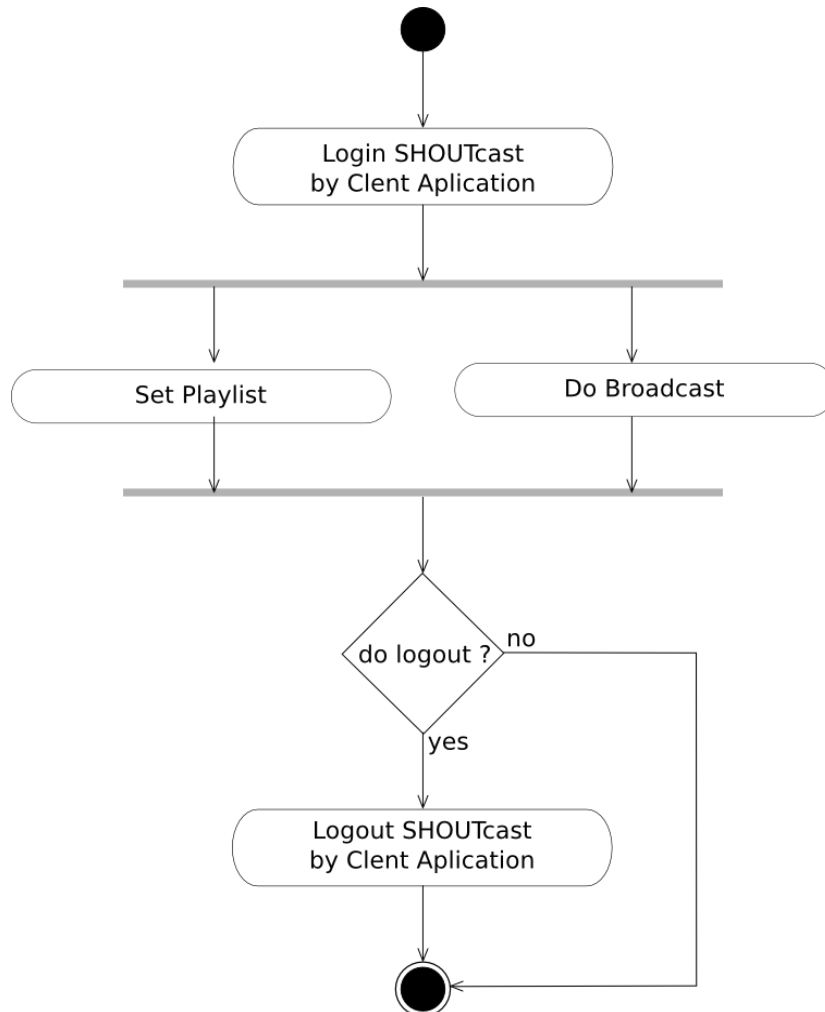 Login SHOUTcast
by Clent Aplication
Set Playlist
Do Broadcast
do logout ?
no
yes
Logout SHOUTcast
by Clent Aplication